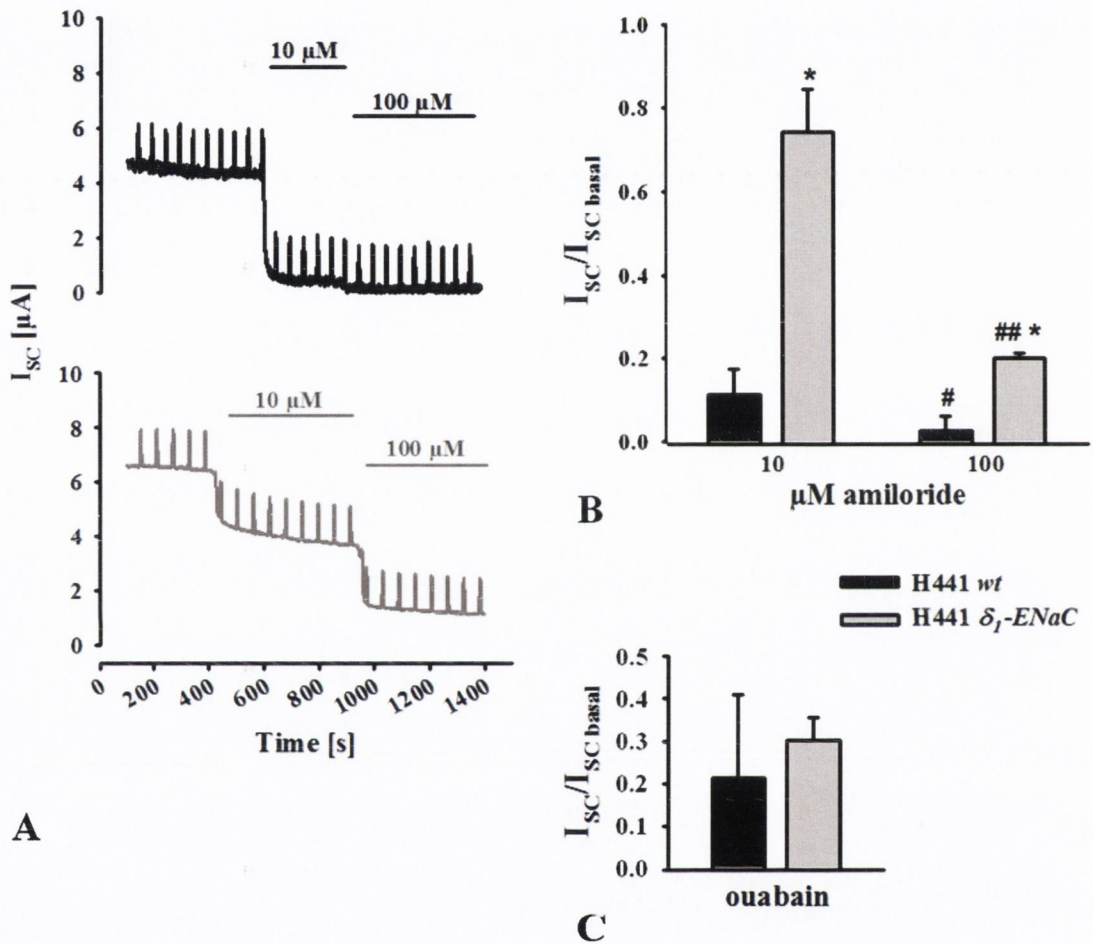 10
8
6
4
2
0
10 µM
100 µM
I_SC [µA]
10
8
6
4
2
0
10 µM
100 µM
0 200 400 600 800 1000 1200 1400
Time [s]
A
1.0
0.8
0.6
0.4
0.2
0.0
I_SC/I_SC basal
*
#
## *
10 100
µM amiloride
B
H441 wt
H441 δ₁-ENaC
0.5
0.4
0.3
0.2
0.1
0.0
I_SC/I_SC basal
ouabain
C